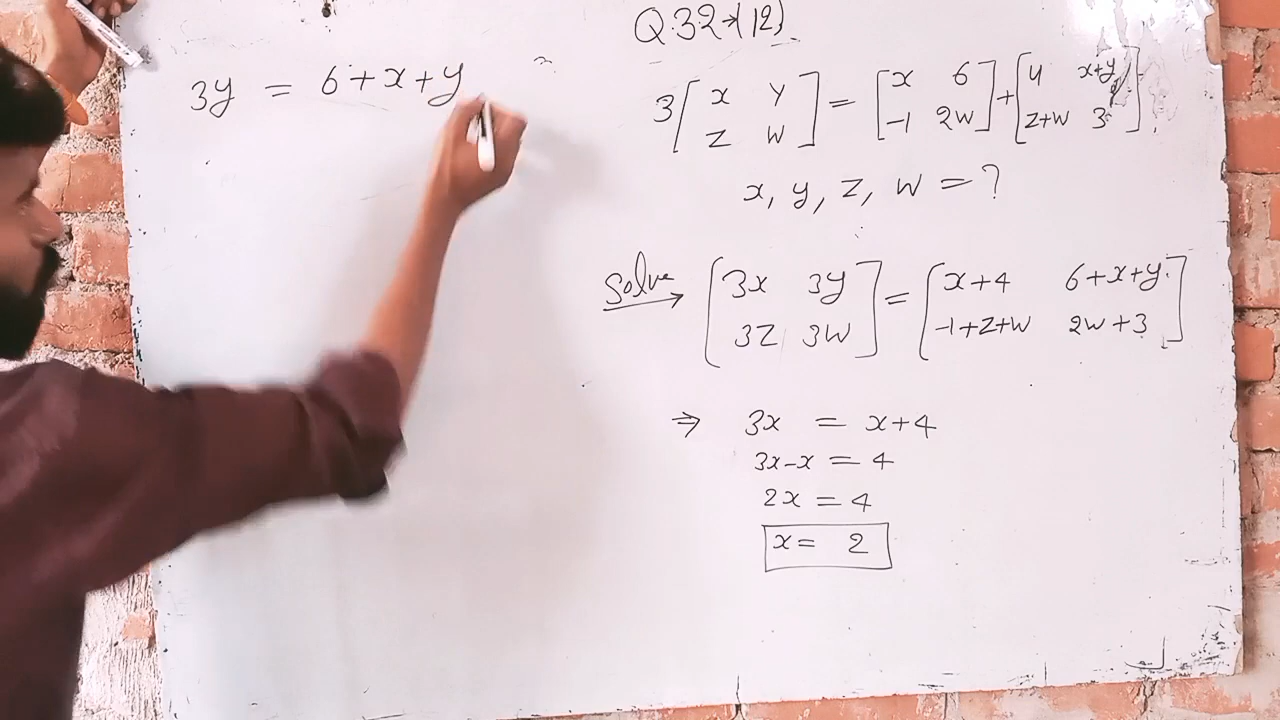 Q.32→(12)
3y = 6+x+y
3[x y] = [x 6] + [4 x+y]
[z w] [-1 2w] [z+w 3]
x, y, z, w = ?
Solve → [3x 3y] = [x+4 6+x+y]
[3z 3w] [-1+z+w 2w+3]
⇒ 3x = x+4
3x-x = 4
2x = 4
x = 2